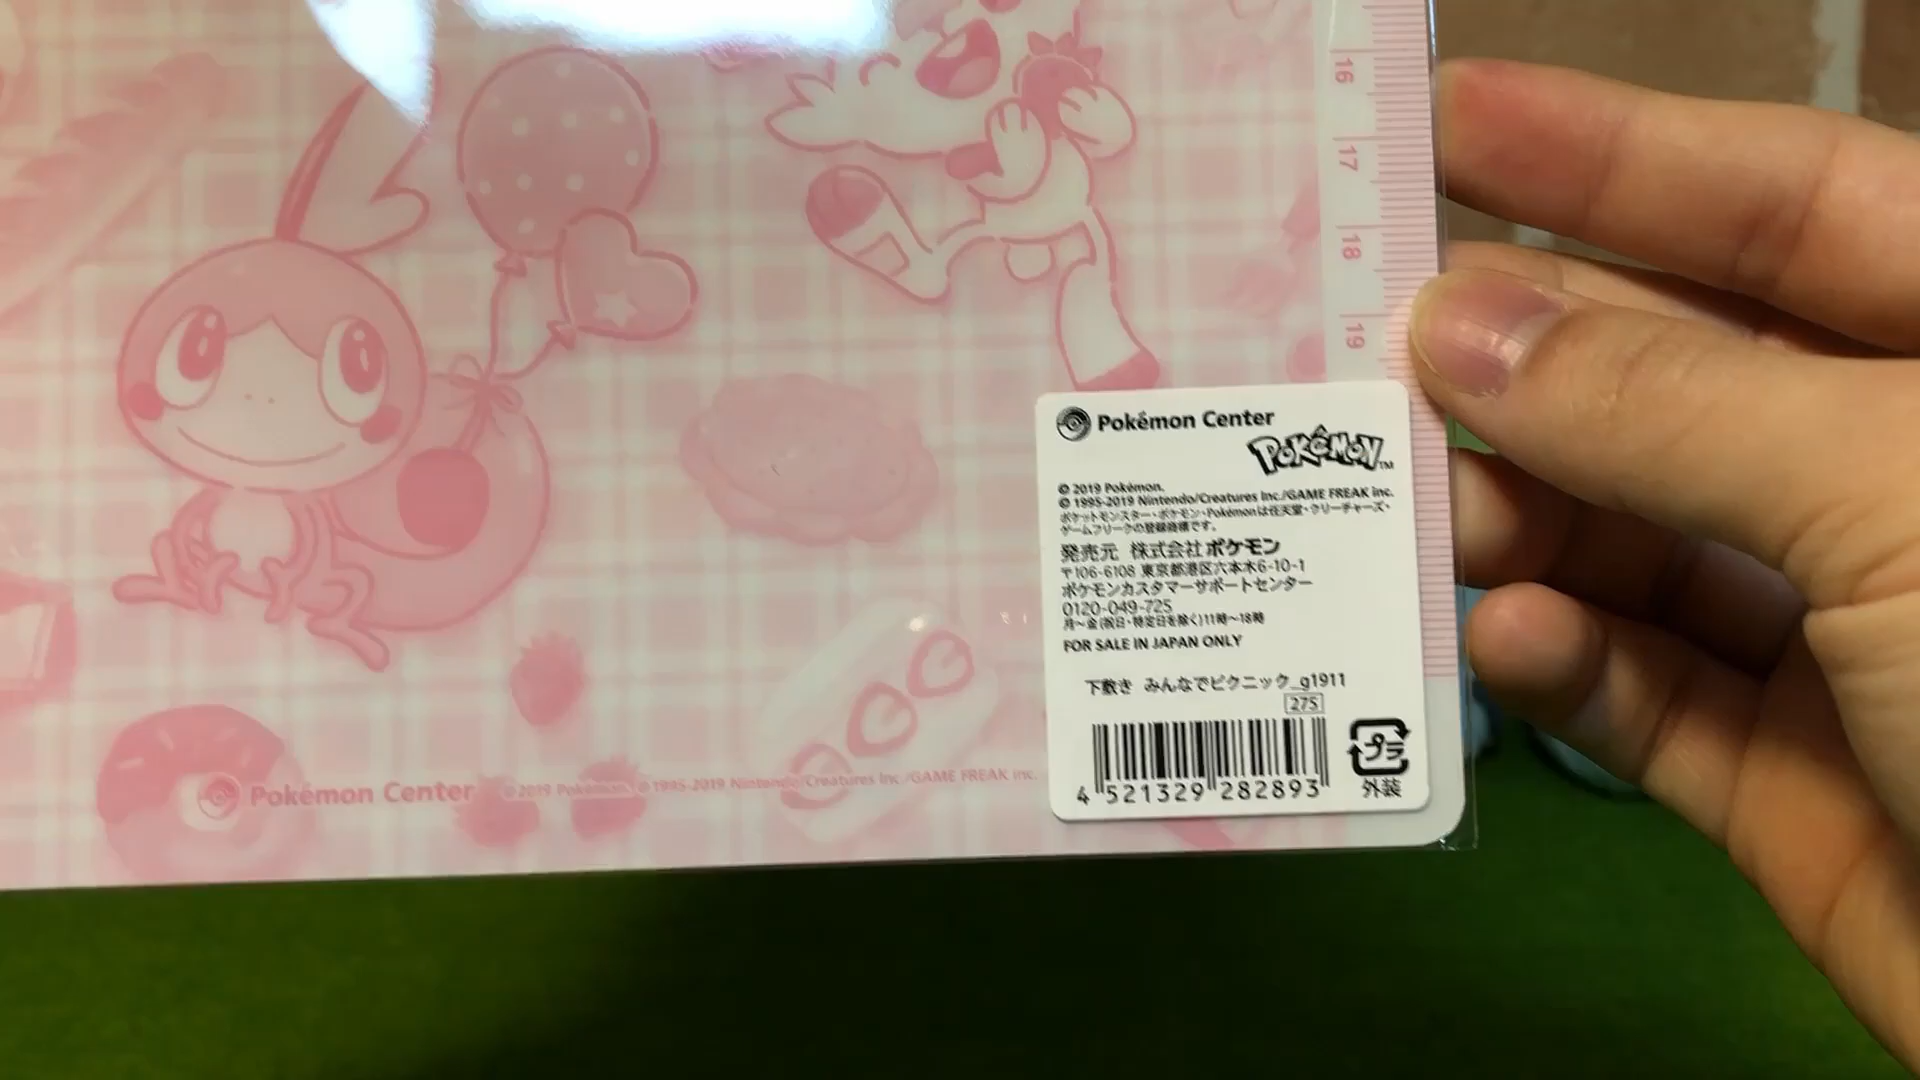 16
17
18
19
Pokémon Center
POKÉMON™
© 2019 Pokémon.
© 1995-2019 Nintendo/Creatures Inc./GAME FREAK inc.
ポケットモンスター・ポケモン・Pokémonは任天堂・クリーチャーズ・
ゲームフリークの登録商標です。
発売元 株式会社ポケモン
〒106-6108 東京都港区六本木6-10-1
ポケモンカスタマーサポートセンター
0120-049-725
月～金(祝日・特定日を除く)11時～18時
FOR SALE IN JAPAN ONLY
下敷き みんなでピクニック_g1911
275
4 521329 282893
プラ
外装
Pokémon Center ©2019 Pokémon. ©1995-2019 Nintendo/Creatures Inc./GAME FREAK inc.